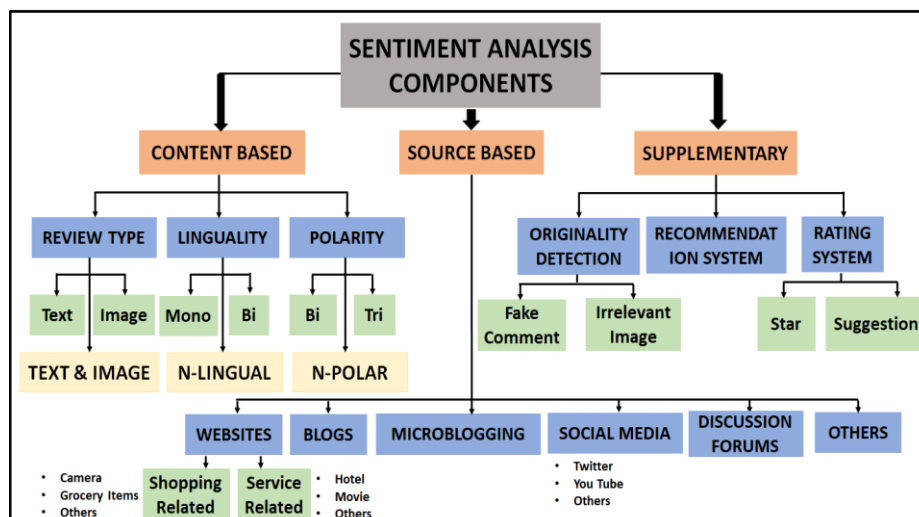 SENTIMENT ANALYSIS
COMPONENTS
CONTENT BASED
SOURCE BASED
SUPPLEMENTARY
REVIEW TYPE
LINGUALITY
POLARITY
ORIGINALITY
DETECTION
RECOMMENDAT
ION SYSTEM
RATING
SYSTEM
Text
Image
Mono
Bi
Bi
Tri
Fake
Comment
Irrelevant
Image
Star
Suggestion
TEXT & IMAGE
N-LINGUAL
N-POLAR
WEBSITES
BLOGS
MICROBLOGGING
SOCIAL MEDIA
DISCUSSION
FORUMS
OTHERS
• Camera
• Grocery Items
• Others
Shopping
Related
Service
Related
• Hotel
• Movie
• Others
• Twitter
• You Tube
• Others